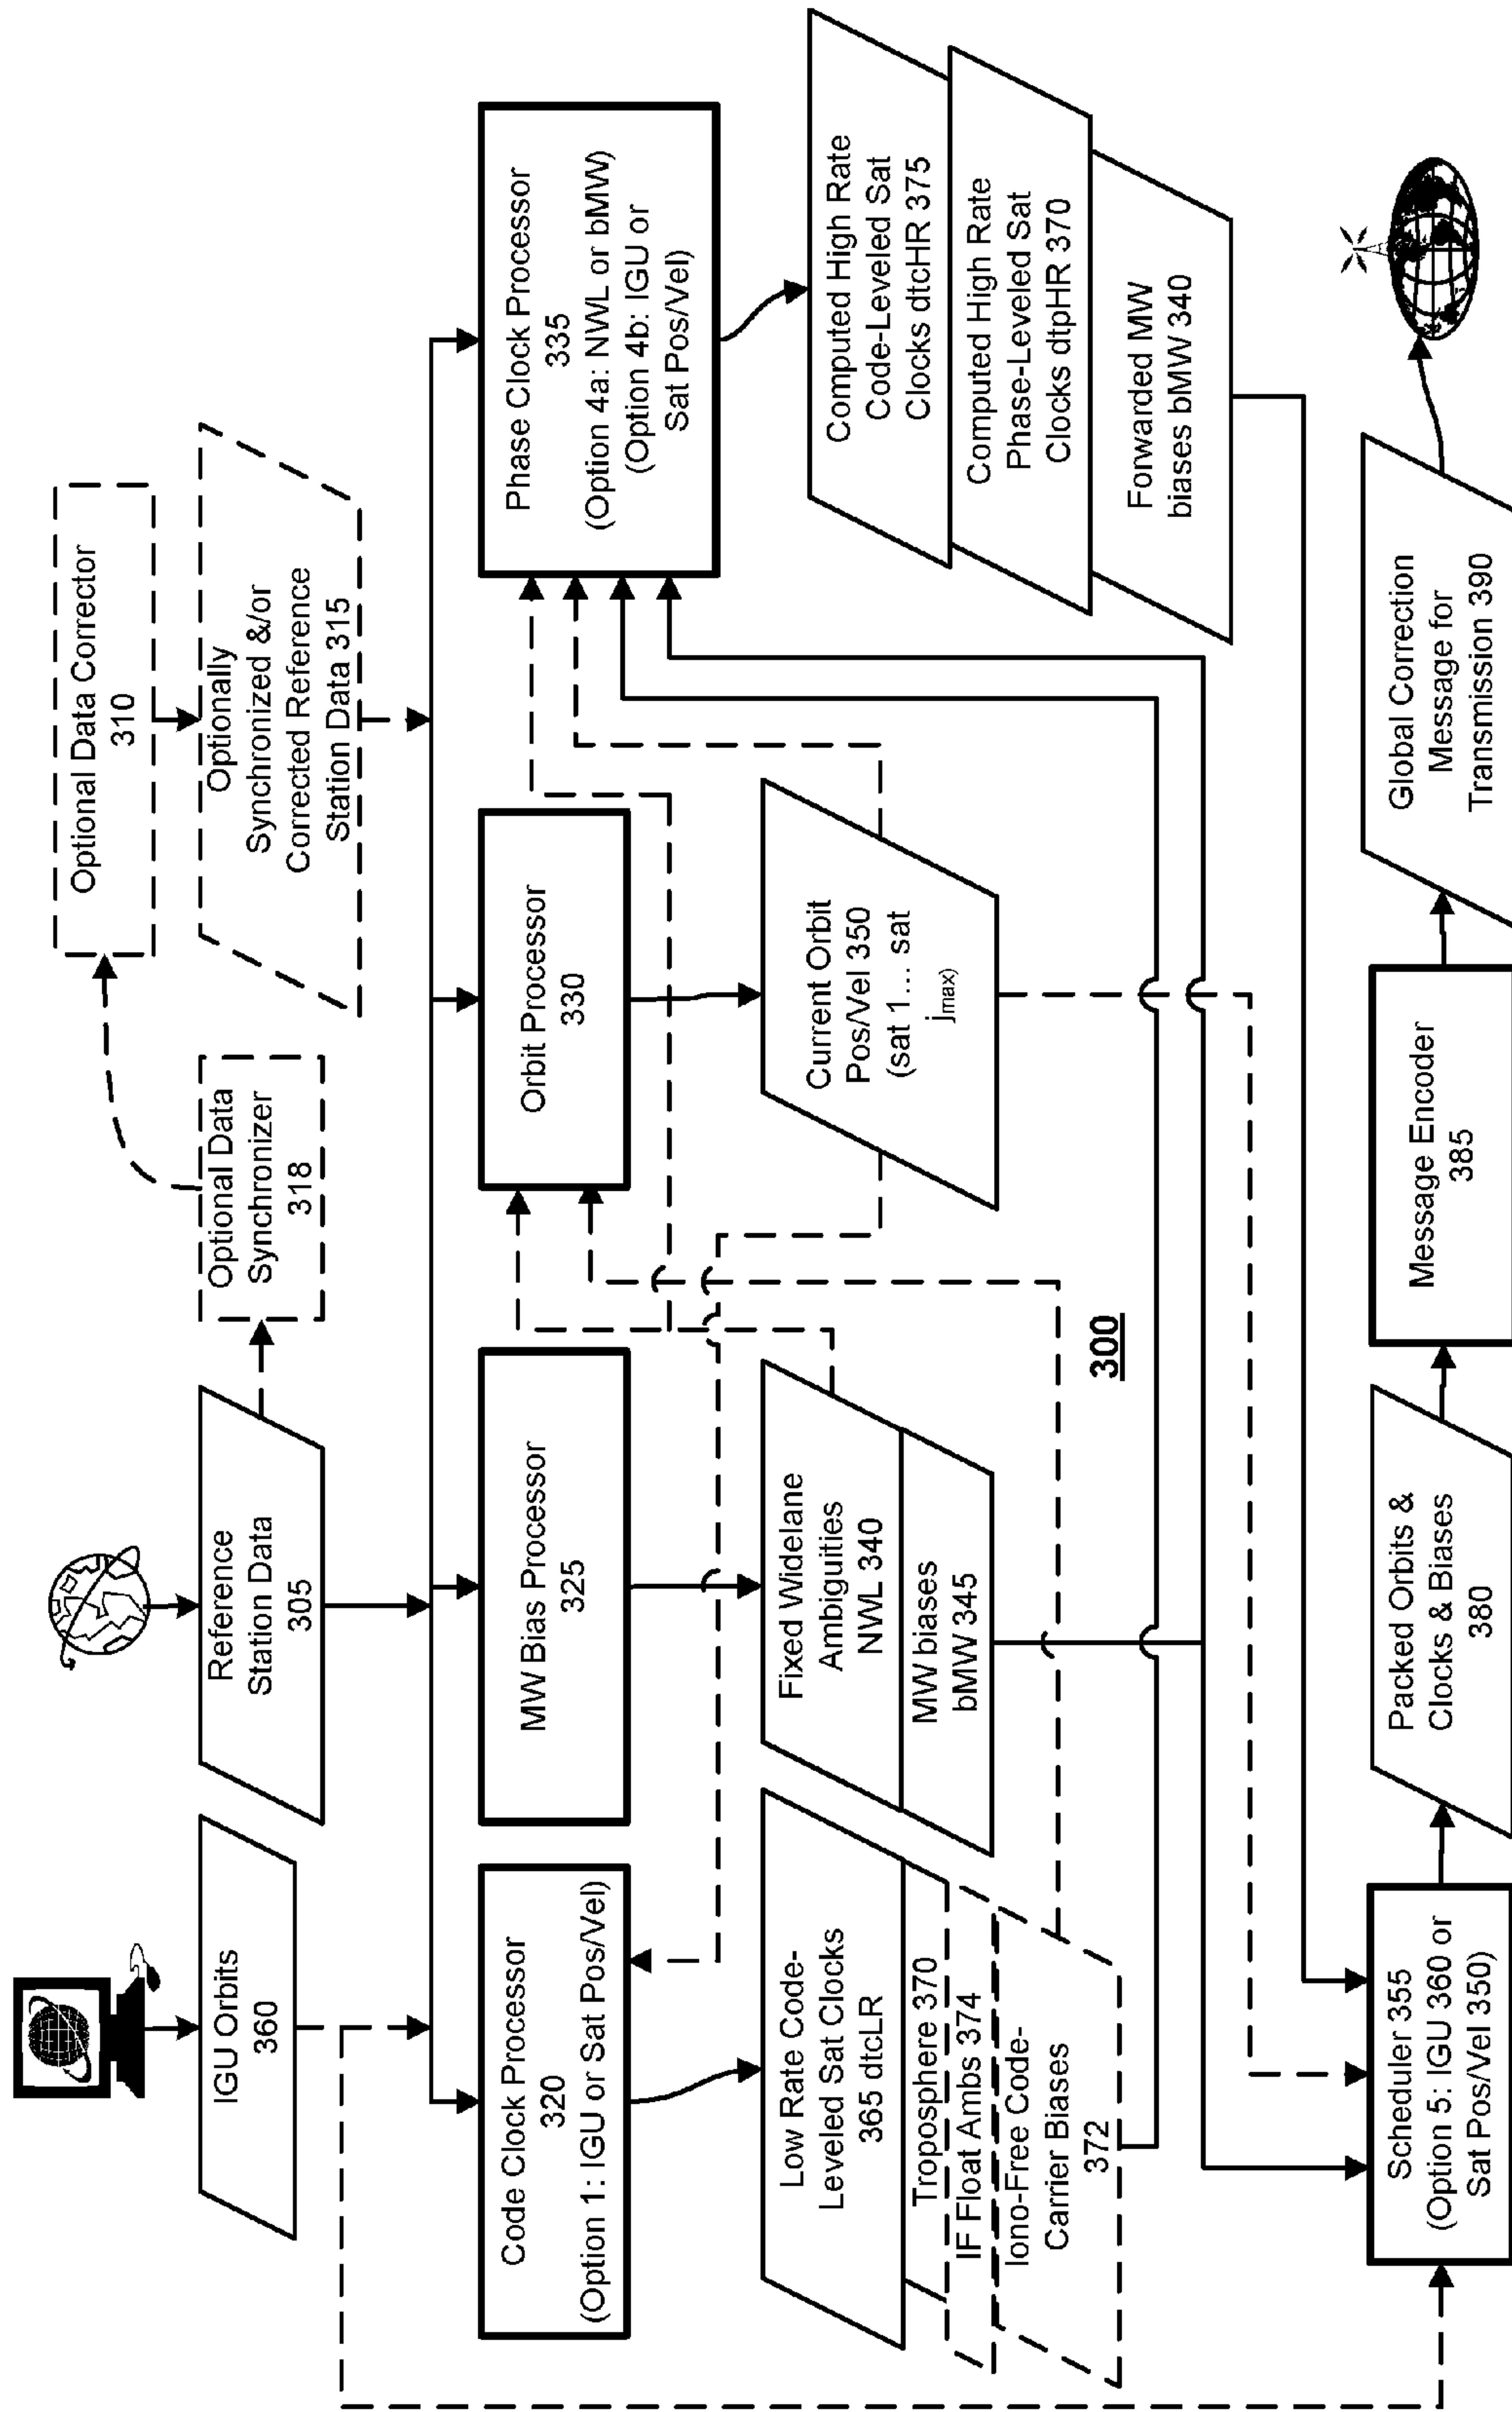 Optional Data Corrector
310
Optional Data
Synchronizer
318
Optionally
Synchronized &/or
Corrected Reference
Station Data 315
IGU Orbits
360
Reference
Station Data
305
Code Clock Processor
320
(Option 1: IGU or Sat Pos/Vel)
MW Bias Processor
325
Orbit Processor
330
Phase Clock Processor
335
(Option 4a: NWL or bMW)
(Option 4b: IGU or
Sat Pos/Vel)
Low Rate Code-
Leveled Sat Clocks
365 dtcLR
Troposphere 370
IF Float Ambs 374
Iono-Free Code-
Carrier Biases
372
Fixed Widelane
Ambiguities
NWL 340
MW biases
bMW 345
Current Orbit
Pos/Vel 350
(sat 1... sat
jmax)
Computed High Rate
Code-Leveled Sat
Clocks dtcHR 375
Computed High Rate
Phase-Leveled Sat
Clocks dtpHR 370
Forwarded MW
biases bMW 340
300
Scheduler 355
(Option 5: IGU 360 or
Sat Pos/Vel 350)
Packed Orbits &
Clocks & Biases
380
Message Encoder
385
Global Correction
Message for
Transmission 390